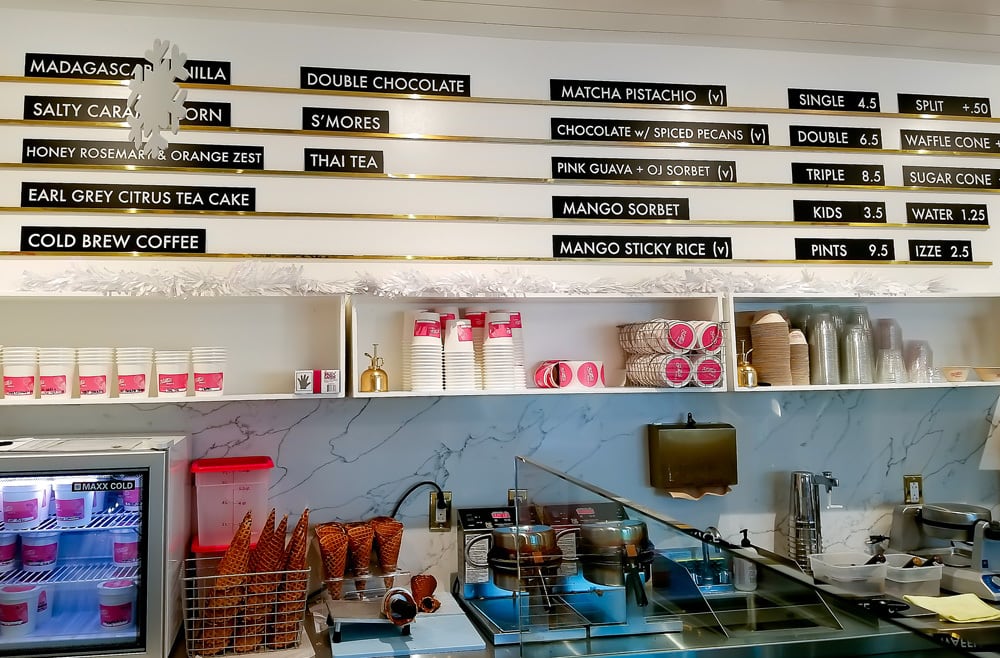 MADAGASCAR VANILLA
SALTY CARA ORN
HONEY ROSEMARY & ORANGE ZEST
EARL GREY CITRUS TEA CAKE
COLD BREW COFFEE
DOUBLE CHOCOLATE
S'MORES
THAI TEA
MATCHA PISTACHIO (v)
CHOCOLATE w/ SPICED PECANS (v)
PINK GUAVA + OJ SORBET (v)
MANGO SORBET
MANGO STICKY RICE (v)
SINGLE 4.5
DOUBLE 6.5
TRIPLE 8.5
KIDS 3.5
PINTS 9.5
SPLIT +.50
WAFFLE CONE +
SUGAR CONE +
WATER 1.25
IZZE 2.5
MAXX COLD